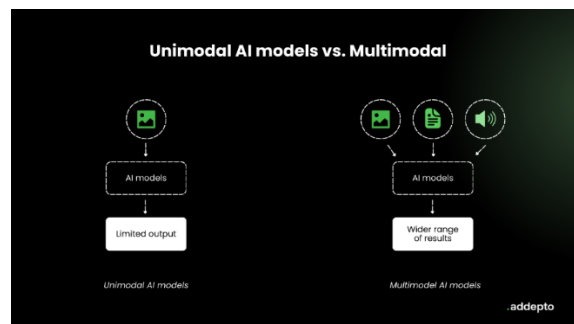 Unimodal AI models vs. Multimodal
AI models
AI models
Limited output
Wider range
of results
Unimodal AI models
Multimodel AI models
.addepto